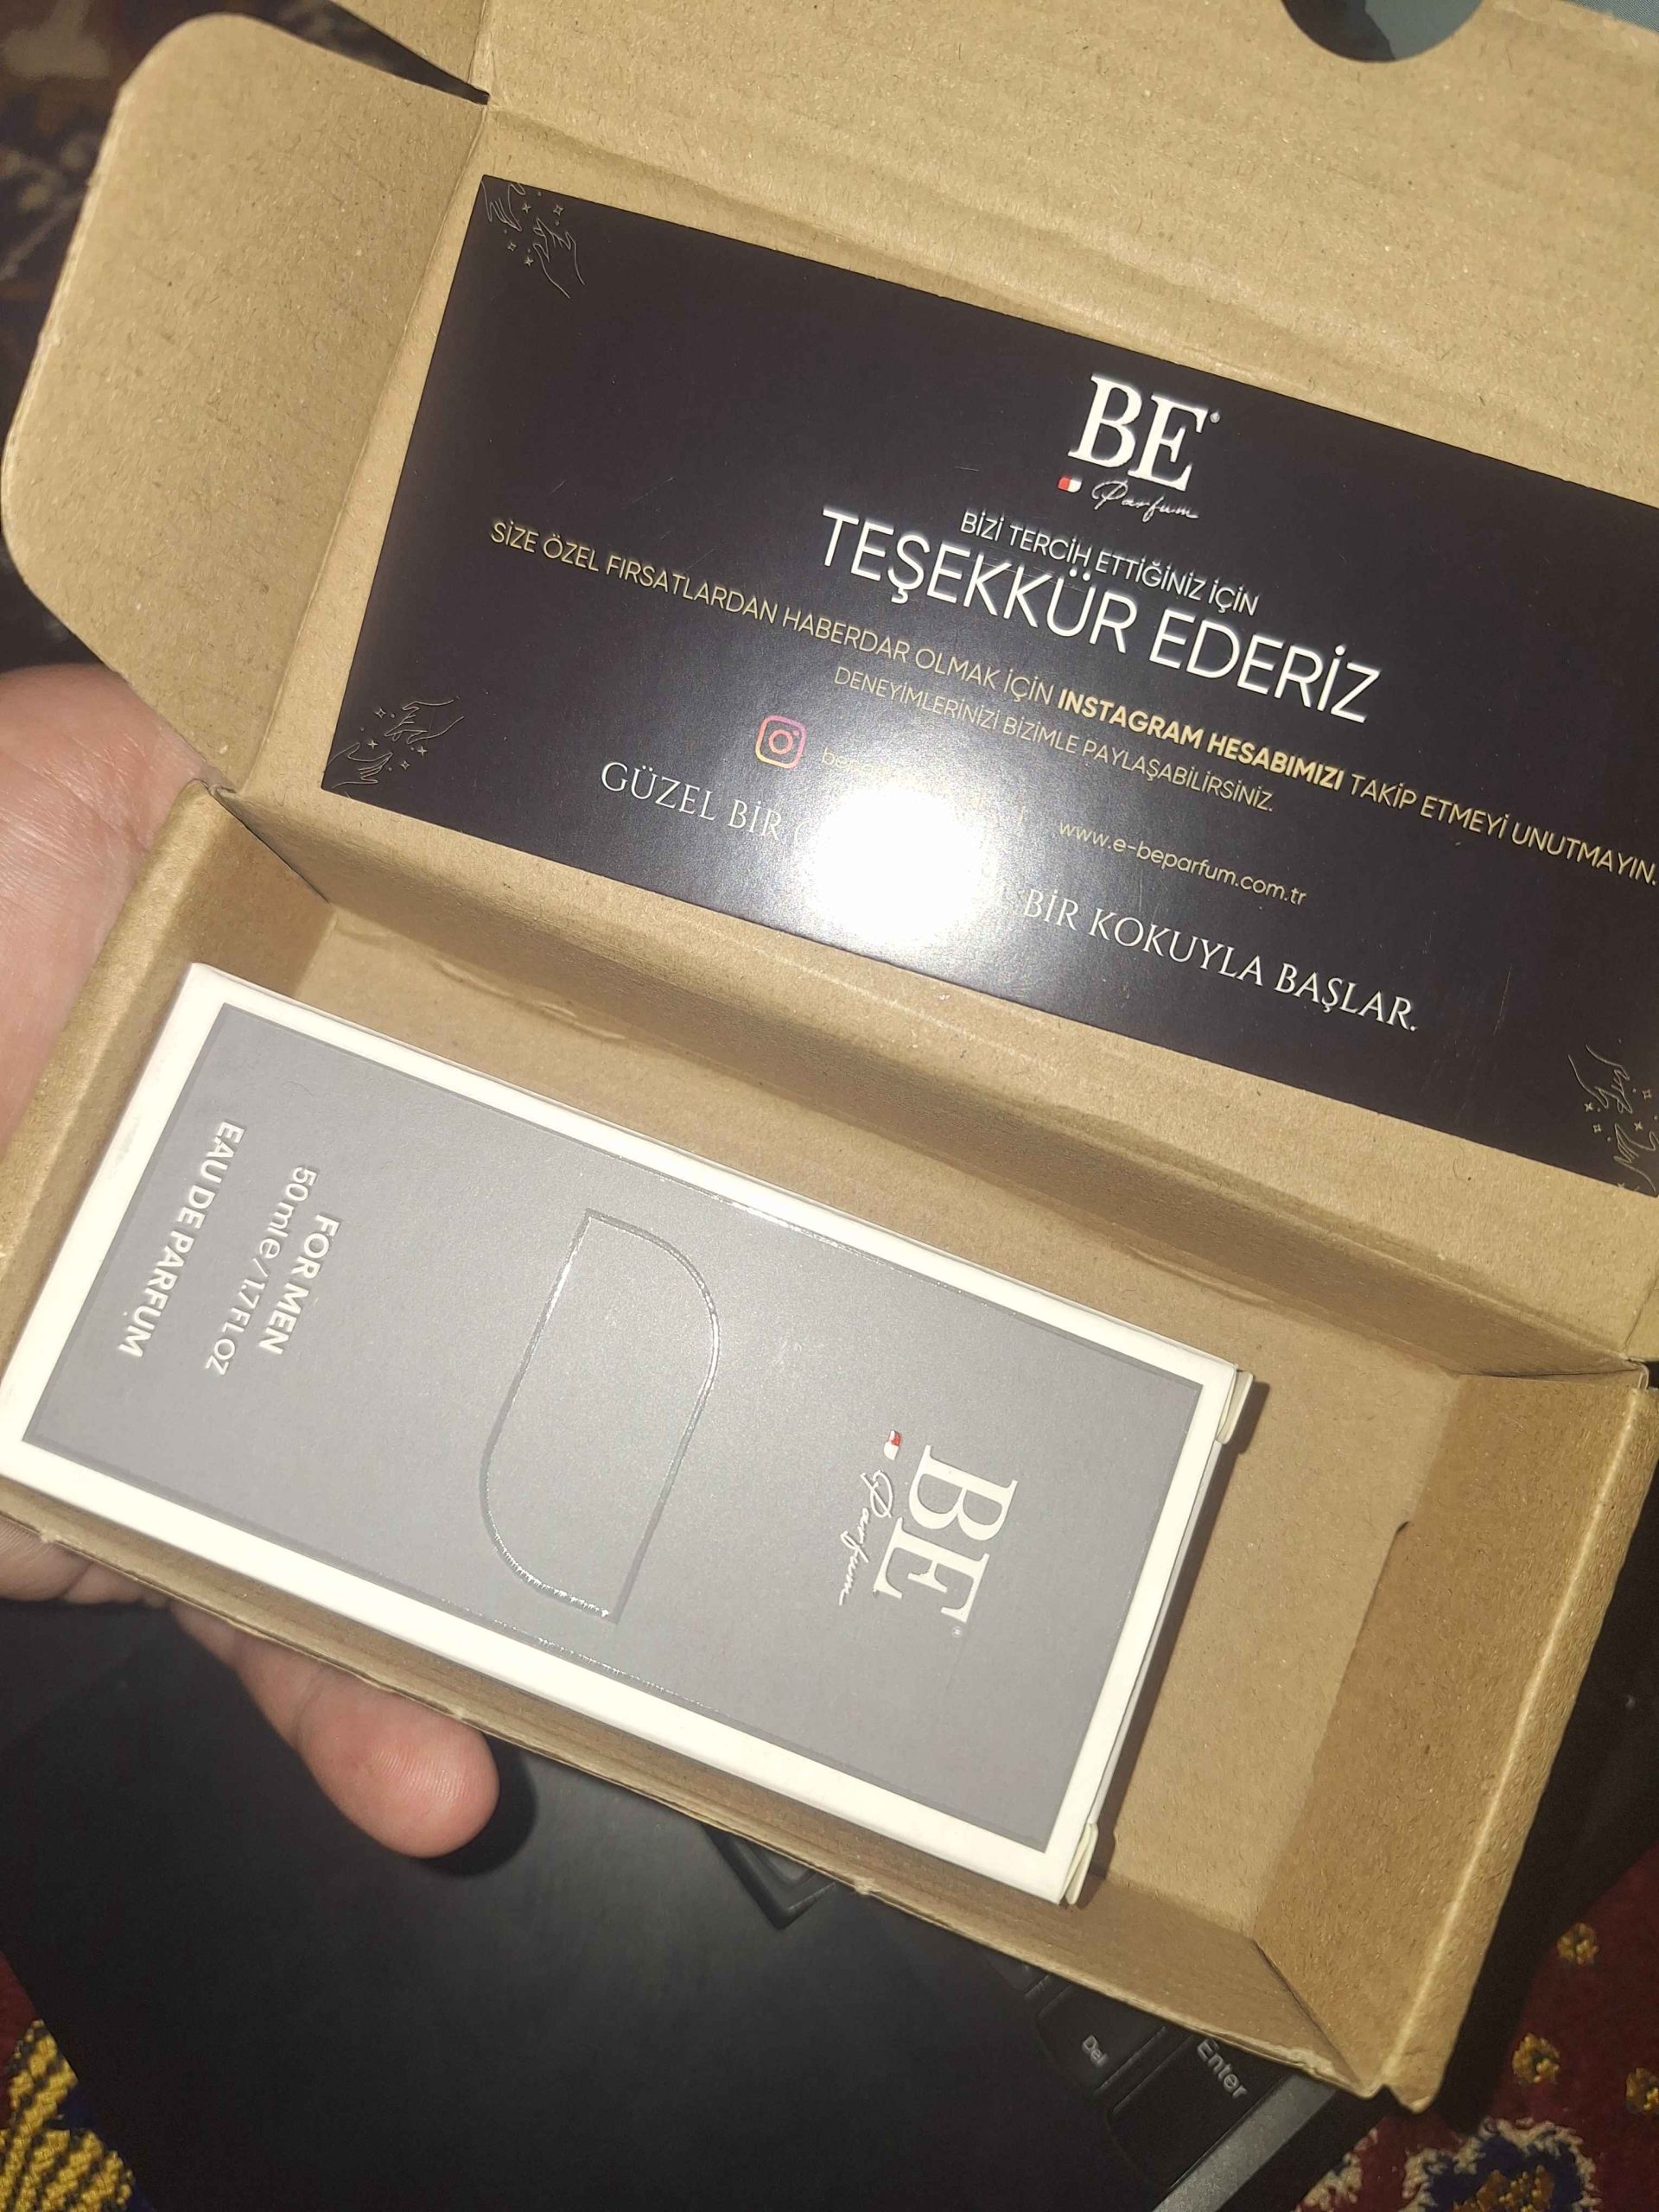 BE
Parfum
BİZİ TERCİH ETTİĞİNİZ İÇİN
TEŞEKKÜR EDERİZ
SİZE ÖZEL FIRSATLARDAN HABERDAR OLMAK İÇİN INSTAGRAM HESABIMIZI TAKİP ETMEYİ UNUTMAYIN.
DENEYİMLERİNİZİ BİZİMLE PAYLAŞABİLİRSİNİZ.
www.e-beparfum.com.tr
GÜZEL BİR BİR KOKUYLA BAŞLAR.
BE
Parfum
FOR MEN
50 ml e / 1.7 FL OZ
EAU DE PARFUM
Enter
Del